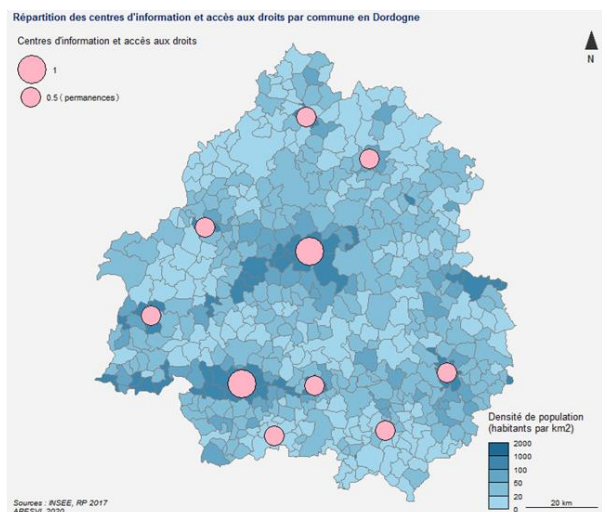 Répartition des centres d'information et accès aux droits par commune en Dordogne
Centres d'information et accès aux droits
1
0.5 ( permanences )
N
Densité de population
(habitants par km2)
2000
1000
100
50
20
0
20 km
Sources : INSEE, RP 2017
ARESVI, 2020